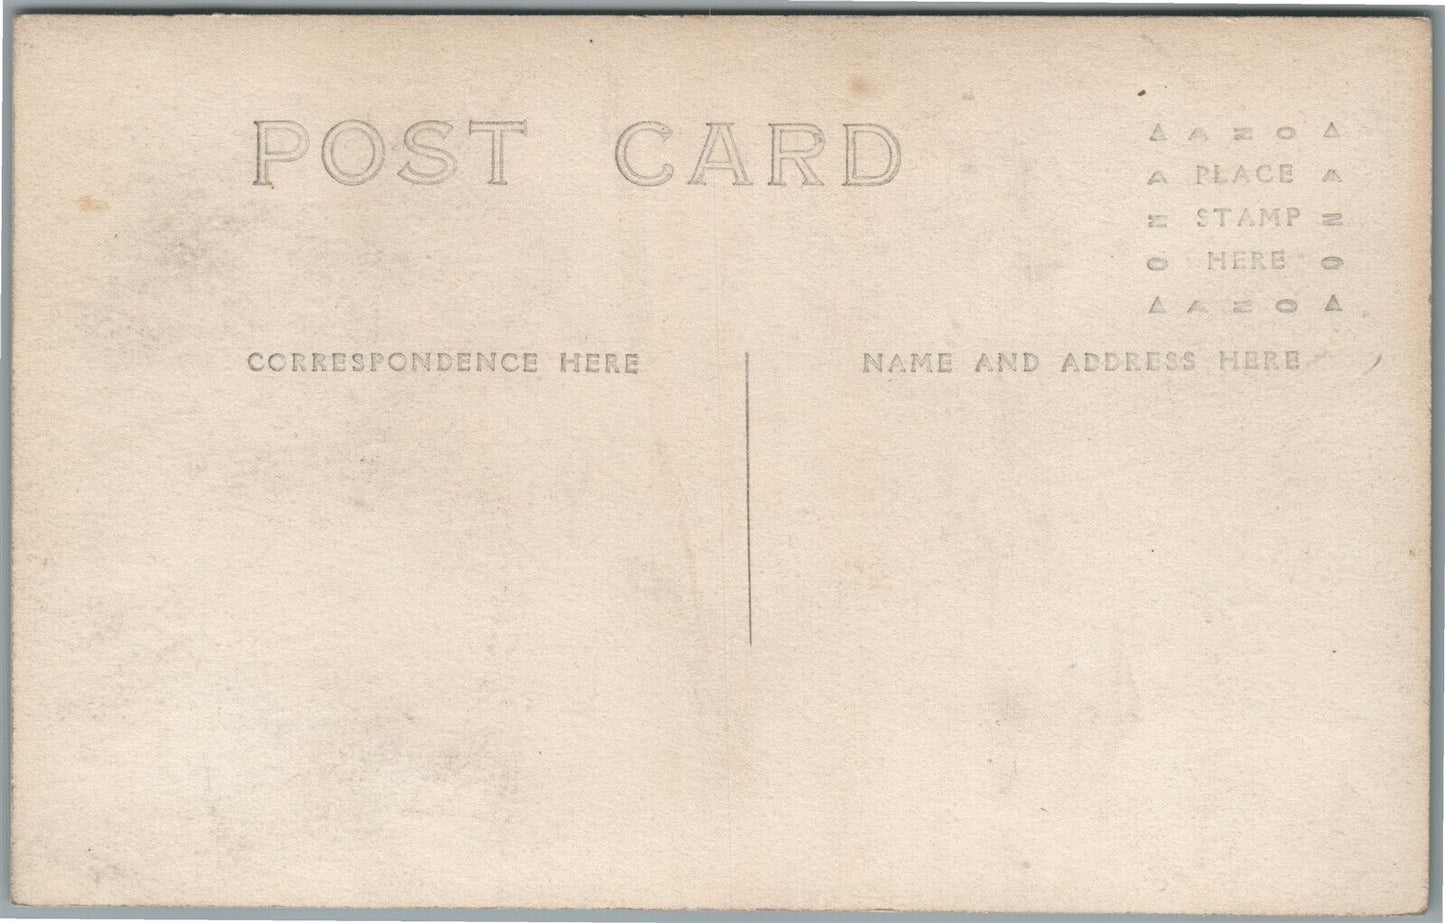 POST CARD
▲ A N O ▲
A PLACE A
N STAMP N
O HERE O
▲ A N O ▲
CORRESPONDENCE HERE
NAME AND ADDRESS HERE